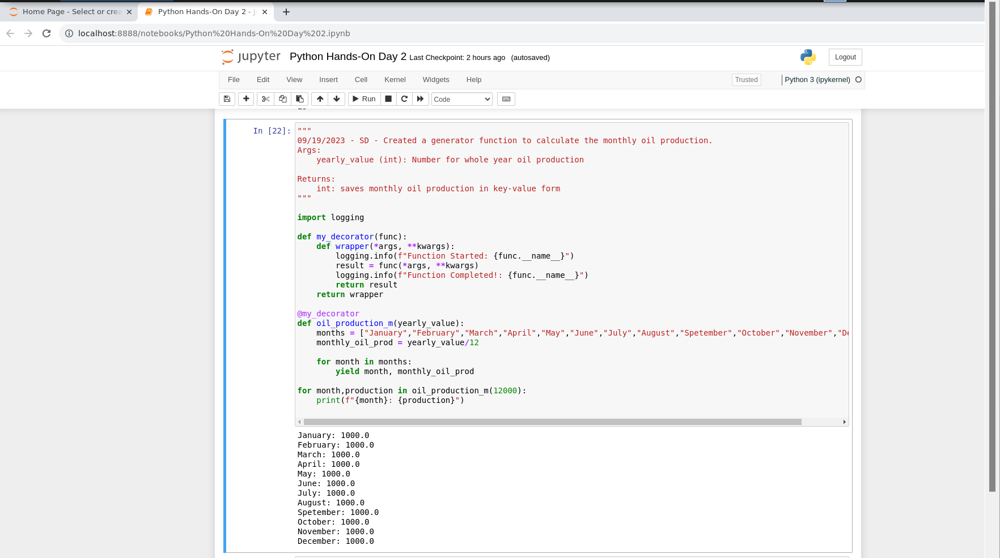 Home Page - Select or crea
Python Hands-On Day 2 - J
localhost:8888/notebooks/Python%20Hands-On%20Day%202.ipynb
jupyter Python Hands-On Day 2 Last Checkpoint: 2 hours ago (autosaved)
Logout
File Edit View Insert Cell Kernel Widgets Help
Trusted
Python 3 (ipykernel)
Run
Code
In [22]:
"""
09/19/2023 - SD - Created a generator function to calculate the monthly oil production.
Args:
    yearly_value (int): Number for whole year oil production
Returns:
    int: saves monthly oil production in key-value form
"""
import logging
def my_decorator(func):
    def wrapper(*args, **kwargs):
        logging.info(f"Function Started: {func.__name__}")
        result = func(*args, **kwargs)
        logging.info(f"Function Completed!: {func.__name__}")
        return result
    return wrapper
@my_decorator
def oil_production_m(yearly_value):
    months = ["January","February","March","April","May","June","July","August","Spetember","October","November","De
    monthly_oil_prod = yearly_value/12
    for month in months:
        yield month, monthly_oil_prod
for month,production in oil_production_m(12000):
    print(f"{month}: {production}")
January: 1000.0
February: 1000.0
March: 1000.0
April: 1000.0
May: 1000.0
June: 1000.0
July: 1000.0
August: 1000.0
Spetember: 1000.0
October: 1000.0
November: 1000.0
December: 1000.0